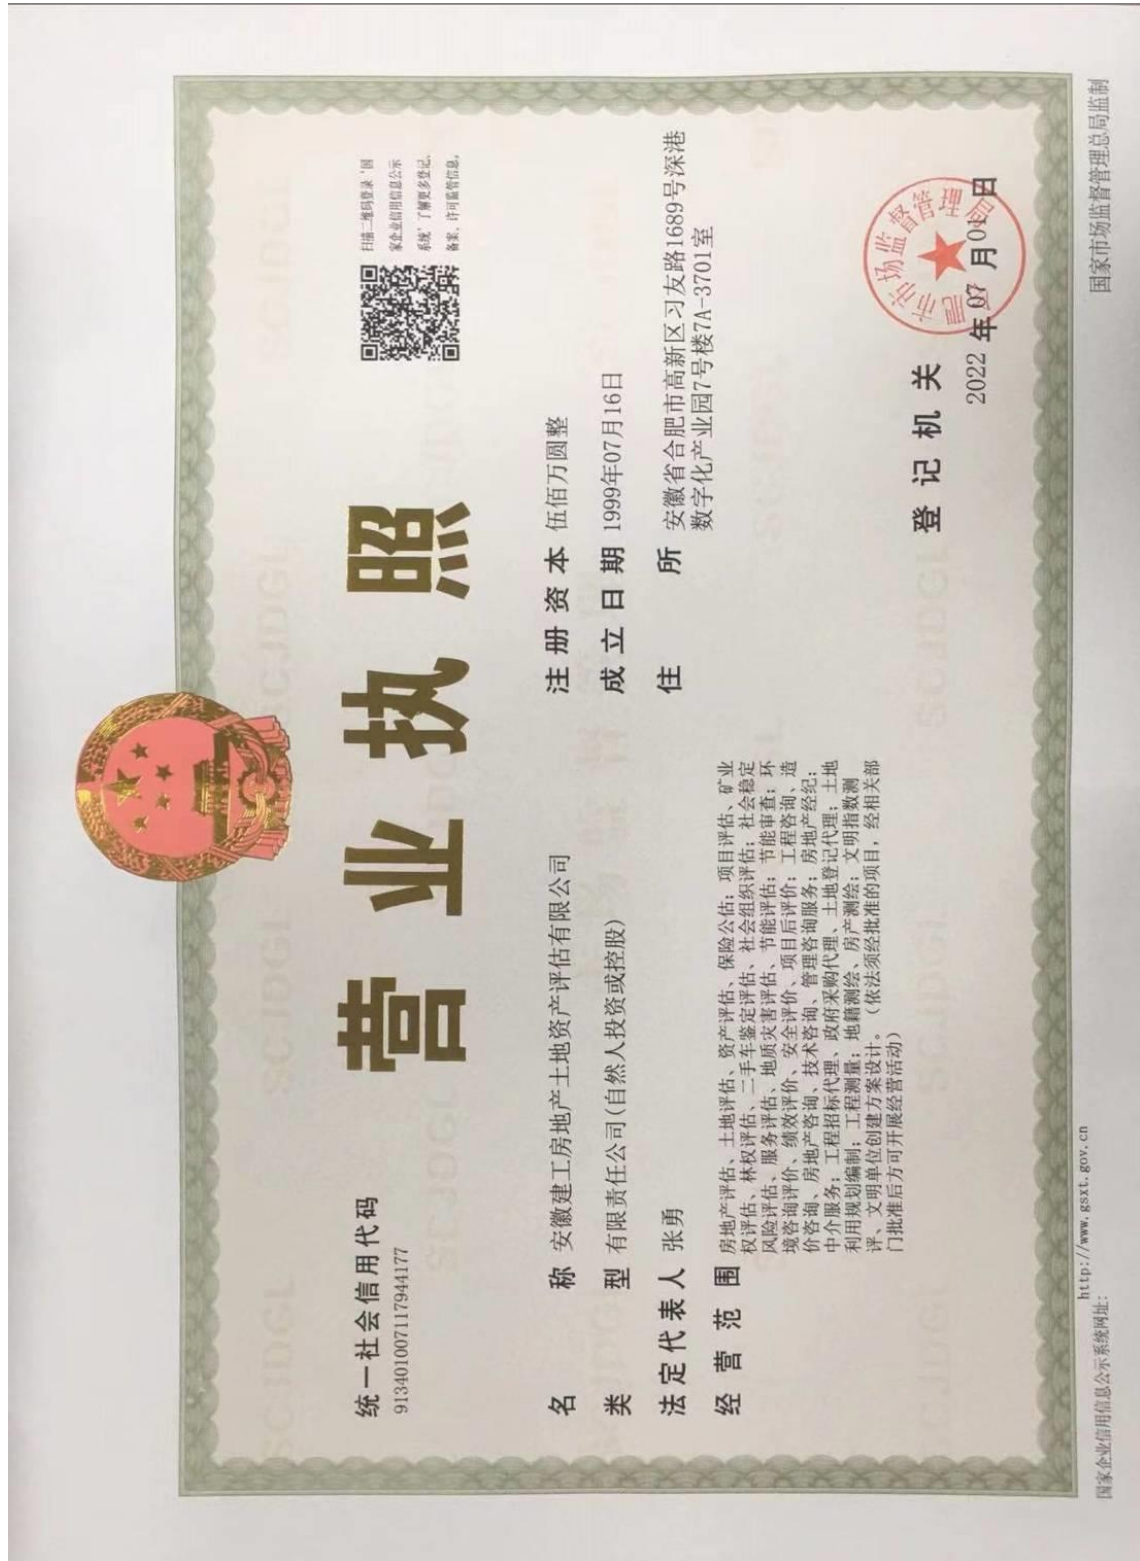 营业执照
统一社会信用代码
913401007117944177
扫描二维码登录‘国
家企业信用信息公示
系统’了解更多登记、
备案、许可监管信息。
名称 安徽建工房地产土地资产评估有限公司
类型 有限责任公司(自然人投资或控股)
法定代表人 张勇
经营范围 房地产评估、土地评估、资产评估、保险公估；项目评估、矿业
权评估、林权评估、二手车鉴定评估、社会组织评估；社会稳定
风险评估、服务评估、地质灾害评估、节能评估；节能审查；环
境咨询评价、绩效评价、安全评价、项目后评价；工程咨询、造
价咨询、房地产咨询、技术咨询、管理咨询服务；房地产经纪；
中介服务；工程招标代理、政府采购代理、土地登记代理；土地
利用规划编制；工程测量；地籍测绘、房产测绘；文明指数测
评、文明单位创建方案设计。（依法须经批准的项目，经相关部
门批准后方可开展经营活动）
注册资本 伍佰万圆整
成立日期 1999年07月16日
住所 安徽省合肥市高新区习友路1689号深港
数字化产业园7号楼7A-3701室
登记机关
市市场监督管理
2022年07月01日
国家企业信用信息公示系统网址：http://www.gsxt.gov.cn
国家市场监督管理总局监制